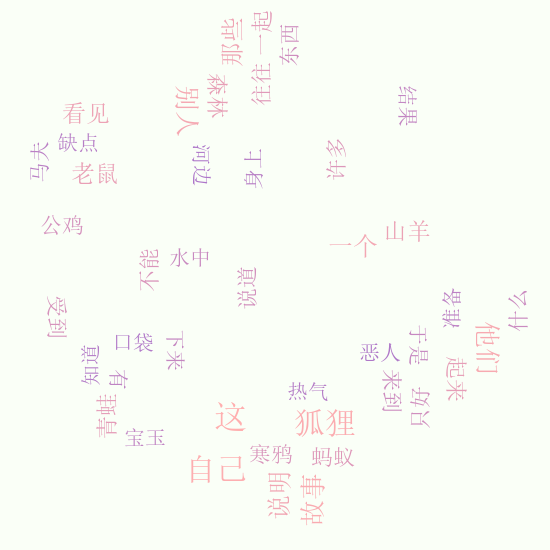 一起
那些
东西
往往
森林
别人
结果
看见
缺点
马夫
老鼠
河边
身上
许多
公鸡
山羊
一个
不能
水中
说道
受到
准备
什么
口袋
知道
下来
有
恶人
于是
他们
起来
来到
只好
热气
青蛙
宝玉
这
狐狸
自己
寒鸦
蚂蚁
说明
故事